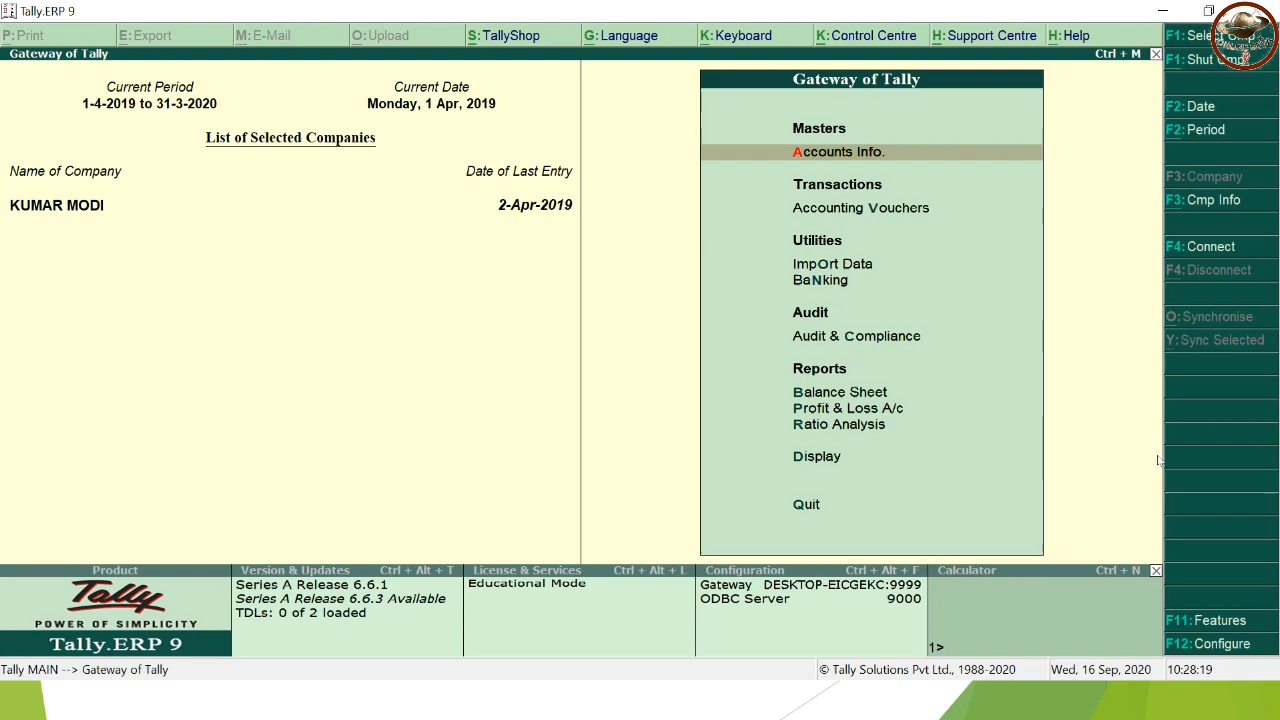 Tally.ERP 9
P: Print
E: Export
M: E-Mail
O: Upload
S: TallyShop
G: Language
K: Keyboard
K: Control Centre
H: Support Centre
H: Help
Gateway of Tally
Ctrl + M
Current Period
1-4-2019 to 31-3-2020
Current Date
Monday, 1 Apr, 2019
List of Selected Companies
Name of Company
Date of Last Entry
KUMAR MODI
2-Apr-2019
Gateway of Tally
Masters
Accounts Info.
Transactions
Accounting Vouchers
Utilities
ImpOrt Data
BaNking
Audit
Audit & Compliance
Reports
Balance Sheet
Profit & Loss A/c
Ratio Analysis
Display
Quit
F1:
F1: Shut
F2: Date
F2: Period
F3: Company
F3: Cmp Info
F4: Connect
F4: Disconnect
O: Synchronise
Y: Sync Selected
F11: Features
F12: Configure
Product
Tally
POWER OF SIMPLICITY
Tally.ERP 9
Version & Updates
Ctrl + Alt + T
Series A Release 6.6.1
Series A Release 6.6.3 Available
TDLs: 0 of 2 loaded
License & Services
Ctrl + Alt + L
Educational Mode
Configuration
Ctrl + Alt + F
Gateway DESKTOP-EICGEKC:9999
ODBC Server 9000
Calculator
Ctrl + N
1>
Tally MAIN --> Gateway of Tally
© Tally Solutions Pvt Ltd., 1988-2020
Wed, 16 Sep, 2020
10:28:19